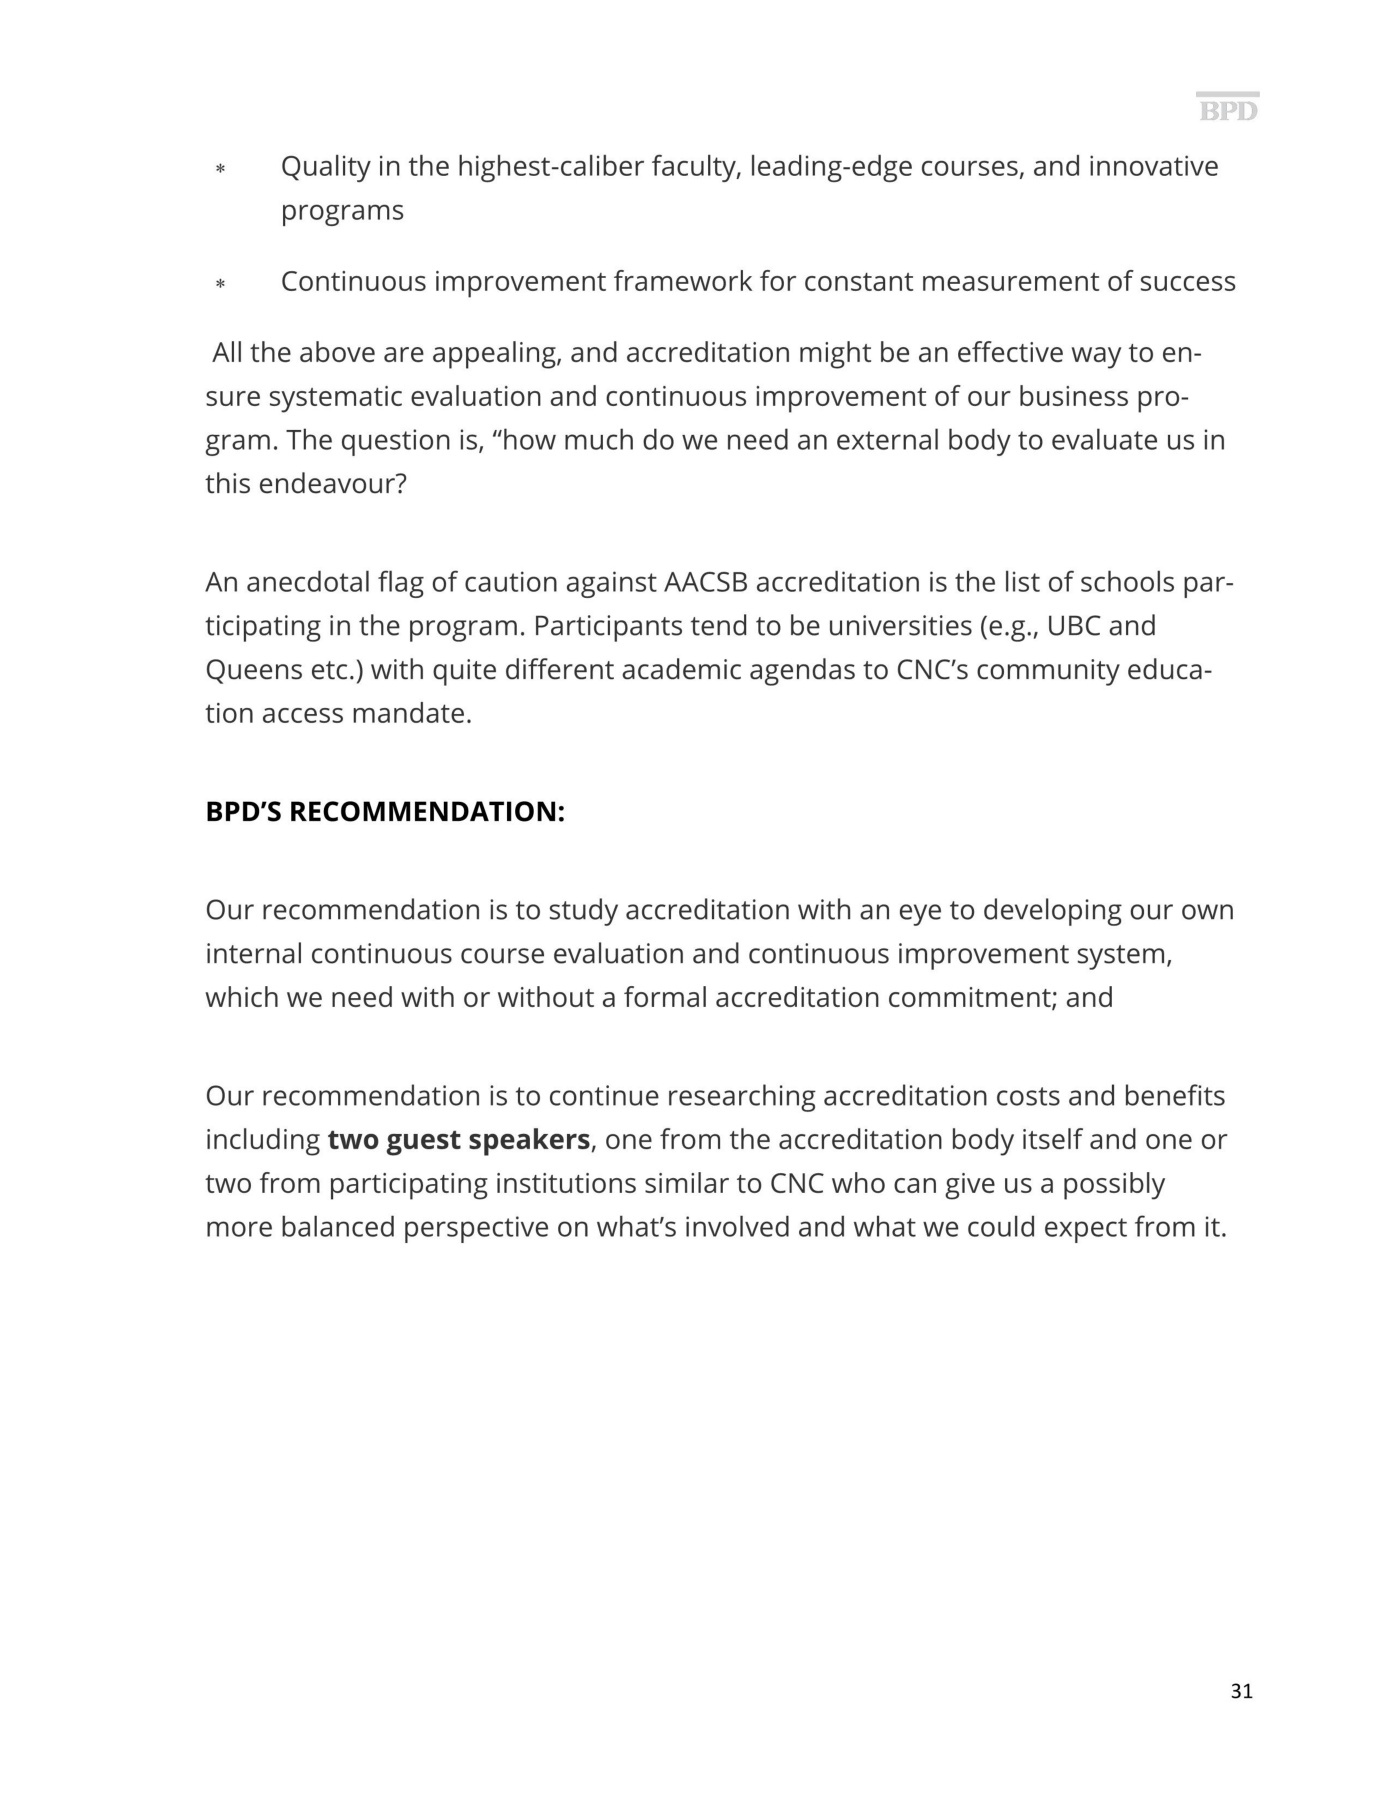 BPD
* Quality in the highest-caliber faculty, leading-edge courses, and innovative
programs
* Continuous improvement framework for constant measurement of success
All the above are appealing, and accreditation might be an effective way to en-
sure systematic evaluation and continuous improvement of our business pro-
gram. The question is, “how much do we need an external body to evaluate us in
this endeavour?
An anecdotal flag of caution against AACSB accreditation is the list of schools par-
ticipating in the program. Participants tend to be universities (e.g., UBC and
Queens etc.) with quite different academic agendas to CNC’s community educa-
tion access mandate.
BPD’S RECOMMENDATION:
Our recommendation is to study accreditation with an eye to developing our own
internal continuous course evaluation and continuous improvement system,
which we need with or without a formal accreditation commitment; and
Our recommendation is to continue researching accreditation costs and benefits
including two guest speakers, one from the accreditation body itself and one or
two from participating institutions similar to CNC who can give us a possibly
more balanced perspective on what’s involved and what we could expect from it.
31